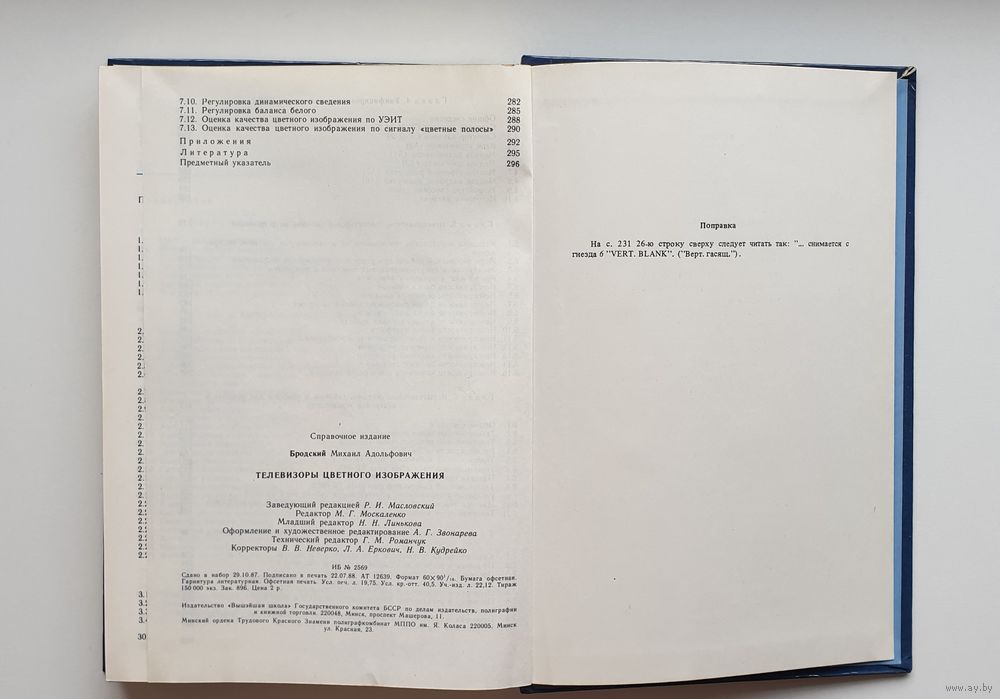 7.10. Регулировка динамического сведения 282
7.11. Регулировка баланса белого 285
7.12. Оценка качества цветного изображения по УЭИТ 288
7.13. Оценка качества цветного изображения по сигналу «цветные полосы» 290
Приложения 292
Литература 295
Предметный указатель 296
Справочное издание
Бродский Михаил Адольфович
ТЕЛЕВИЗОРЫ ЦВЕТНОГО ИЗОБРАЖЕНИЯ
Заведующий редакцией Р. И. Масловский
Редактор М. Г. Москаленко
Младший редактор Н. Н. Линькова
Оформление и художественное редактирование А. Г. Звонарева
Технический редактор Г. М. Романчук
Корректоры В. В. Неверко, Л. А. Еркович, Н. В. Кудрейко
ИБ № 2569
Сдано в набор 29.10.87. Подписано в печать 22.07.88. АТ 12639. Формат 60×90¹/₁₆. Бумага офсетная.
Гарнитура литературная. Офсетная печать. Усл. печ. л. 19,75. Усл. кр.-отт. 40,5. Уч.-изд. л. 22,12. Тираж
150 000 экз. Зак. 896. Цена 2 р.
Издательство «Вышэйшая школа» Государственного комитета БССР по делам издательств, полиграфии
и книжной торговли. 220048, Минск, проспект Машерова, 11.
Минский ордена Трудового Красного Знамени полиграфкомбинат МППО им. Я. Коласа 220005, Минск
ул. Красная, 23.
Поправка
На с. 231 26-ю строку сверху следует читать так: "... снимается с
гнезда 6 "VERT. BLANK". ("Верт. гасящ.").
www.ay.by